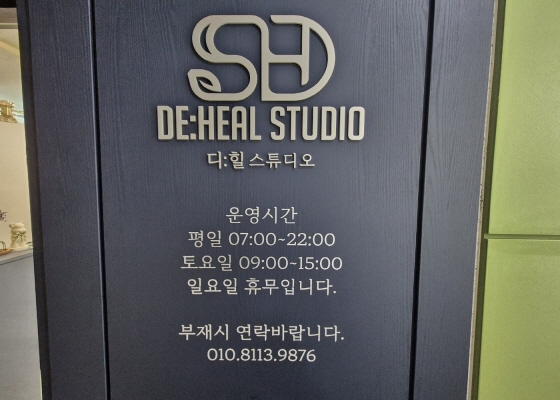 SHD
DE:HEAL STUDIO
디:힐 스튜디오
운영시간
평일 07:00~22:00
토요일 09:00~15:00
일요일 휴무입니다.
부재시 연락바랍니다.
010.8113.9876